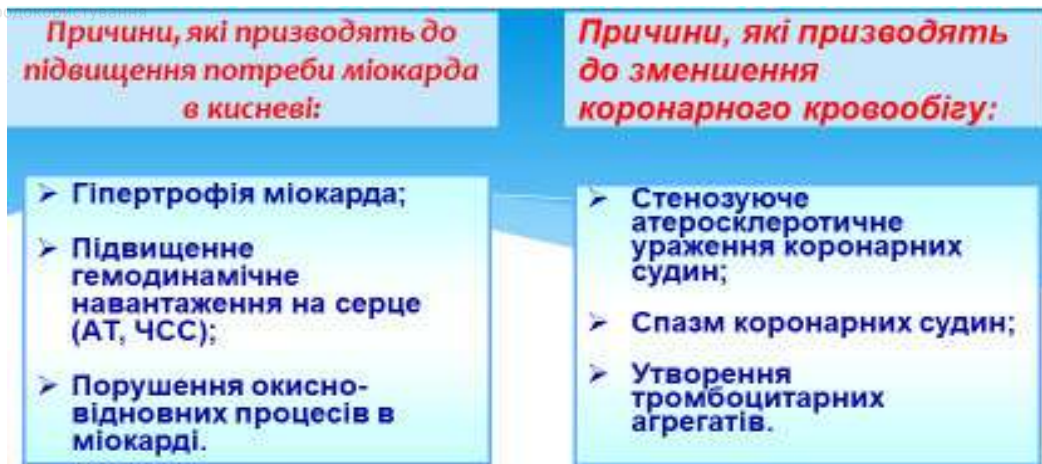 Причини, які призводять до
підвищення потреби міокарда
в кисневі:
Гіпертрофія міокарда;
Підвищенне
гемодинамічне
навантаження на серце
(АТ, ЧСС);
Порушення окисно-
відновних процесів в
міокарді.
Причини, які призводять
до зменшення
коронарного кровообігу:
Стенозуюче
атеросклеротичне
ураження коронарних
судин;
Спазм коронарних судин;
Утворення
тромбоцитарних
агрегатів.